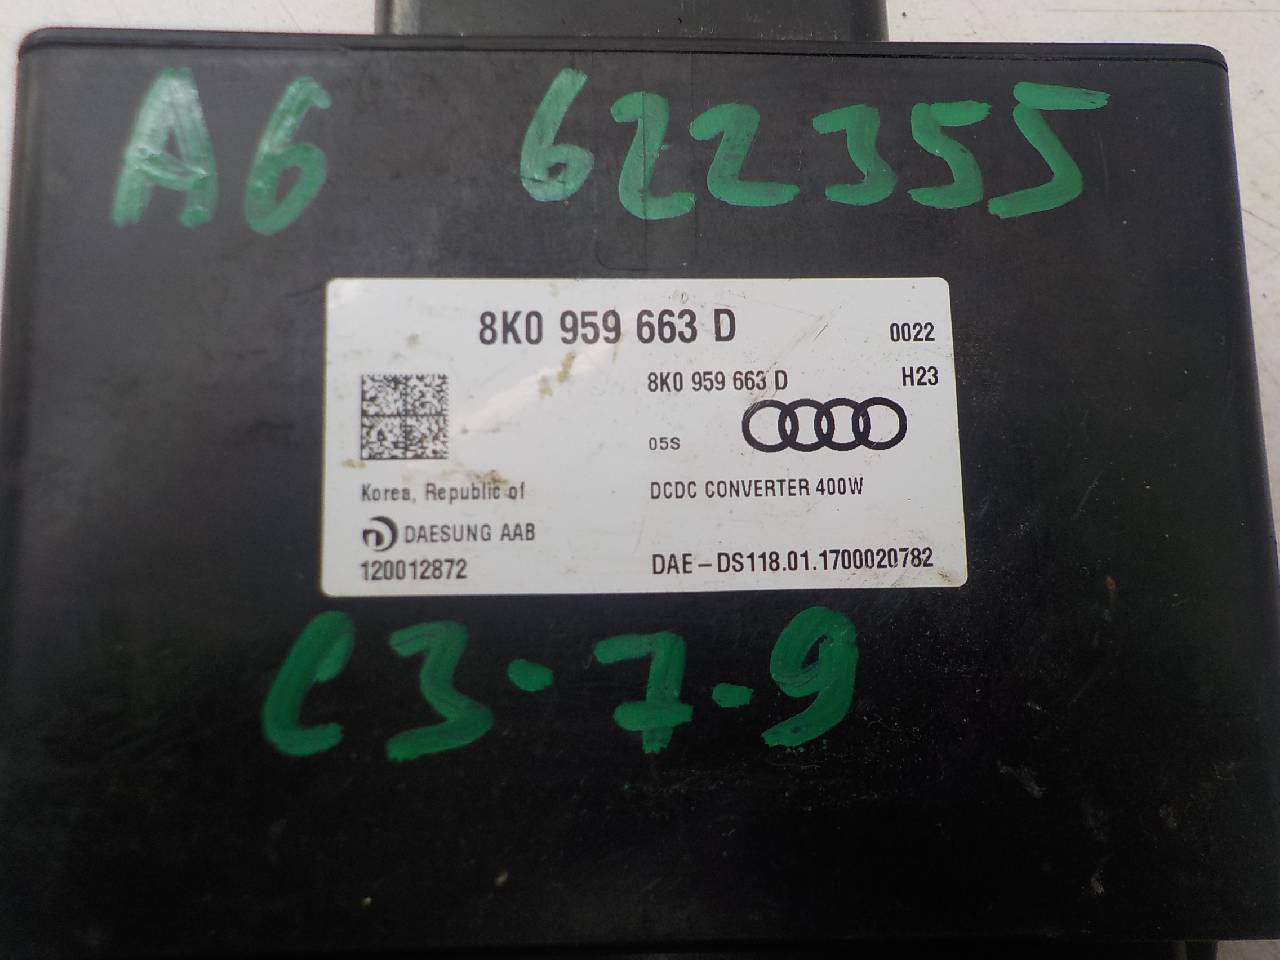 A6 622355
8K0 959 663 D 0022
8K0 959 663 D H23
05S
Korea, Republic of DCDC CONVERTER 400W
DAESUNG AAB
120012872 DAE-DS118.01.1700020782
C3-7-9